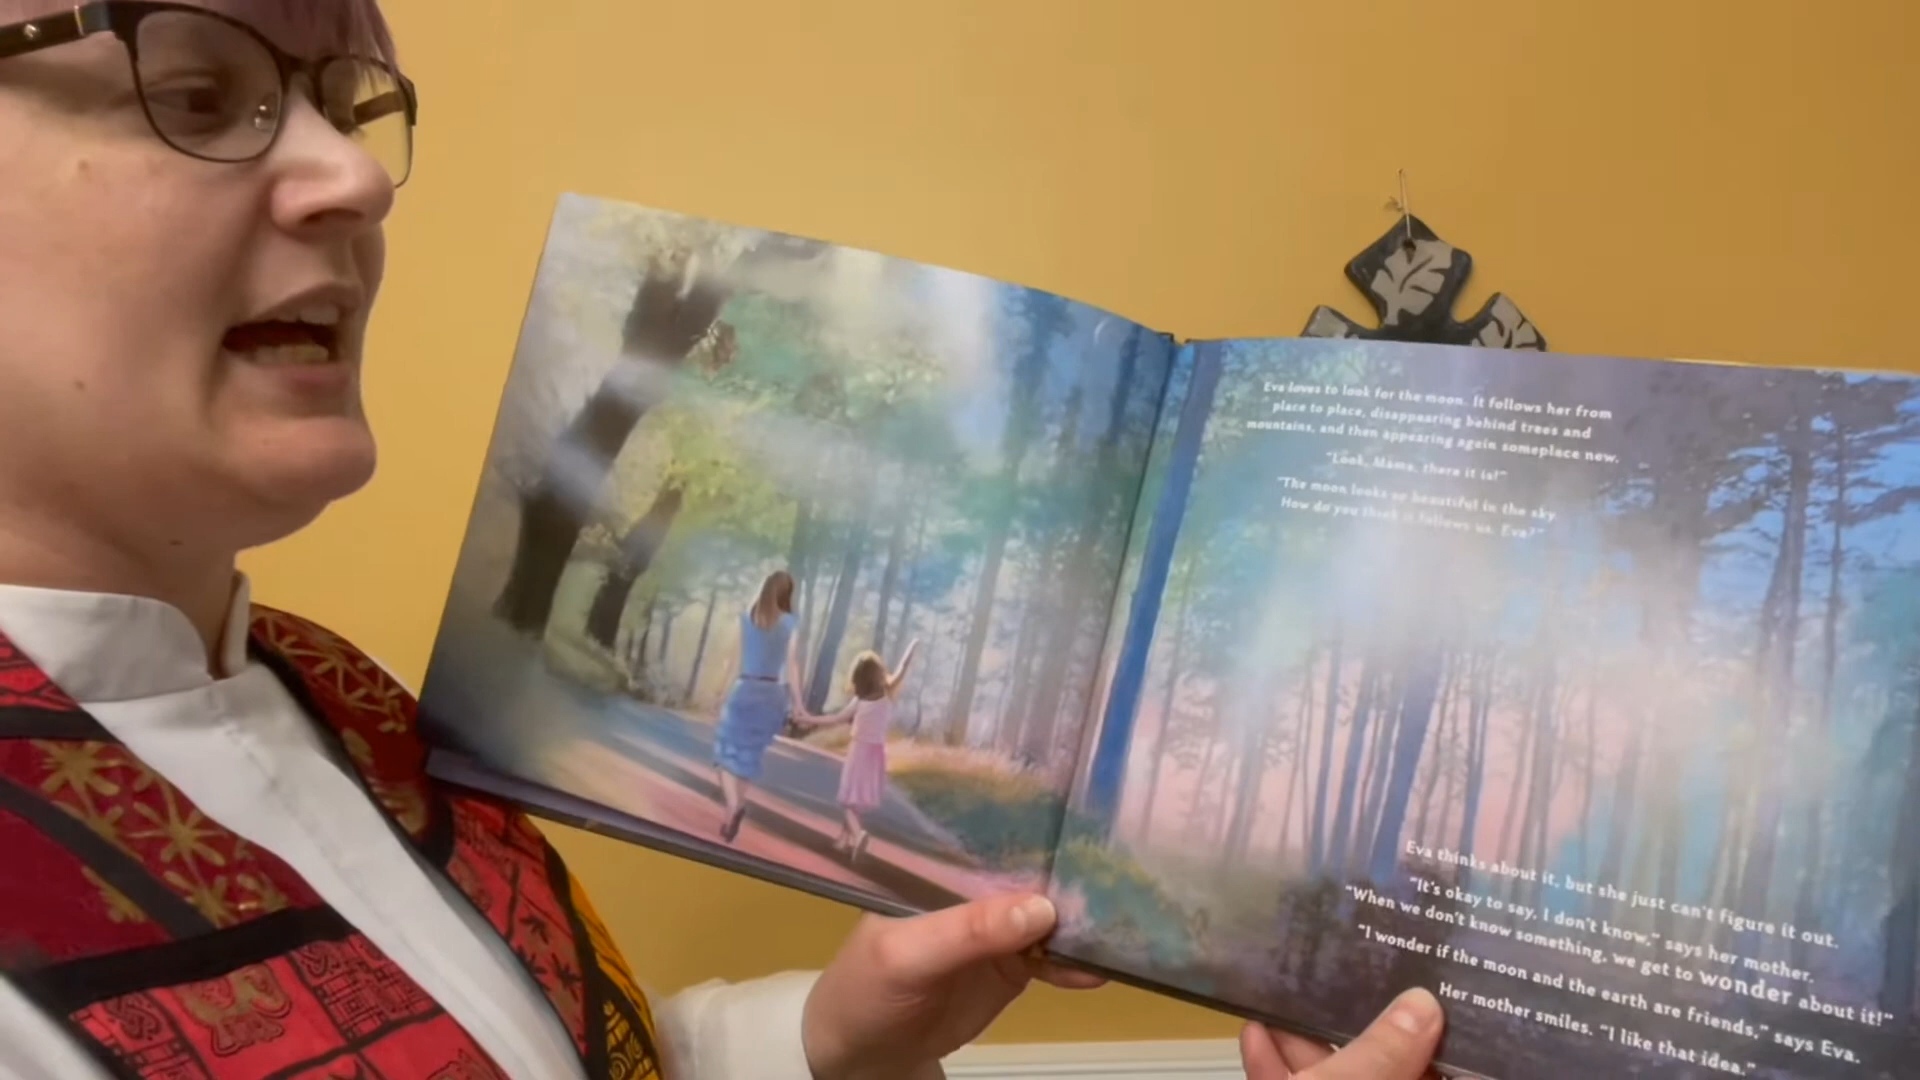 Eva loves to look for the moon. It follows her from
place to place, disappearing behind trees and
mountains, and then appearing again someplace new.
"Look, Mama, there it is!"
"The moon looks so beautiful in the sky.
How do you think it follows us, Eva?"
Eva thinks about it, but she just can't figure it out.
"It's okay to say, I don't know," says her mother.
"When we don't know something, we get to wonder about it!"
"I wonder if the moon and the earth are friends," says Eva.
Her mother smiles. "I like that idea."